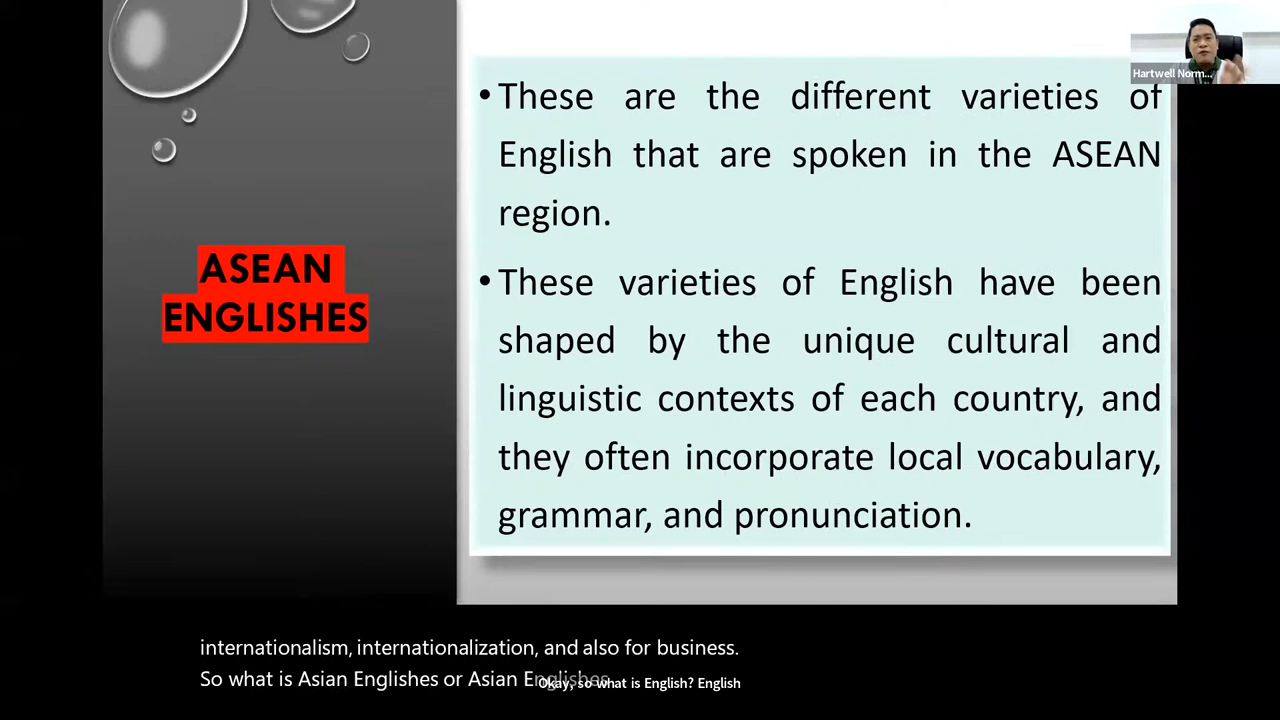 ASEAN
ENGLISHES
• These are the different varieties of
English that are spoken in the ASEAN
region.
• These varieties of English have been
shaped by the unique cultural and
linguistic contexts of each country, and
they often incorporate local vocabulary,
grammar, and pronunciation.
Hartwell Norm...
internationalism, internationalization, and also for business.
So what is Asian Englishes or Asian Englishes
Okay, so what is English? English